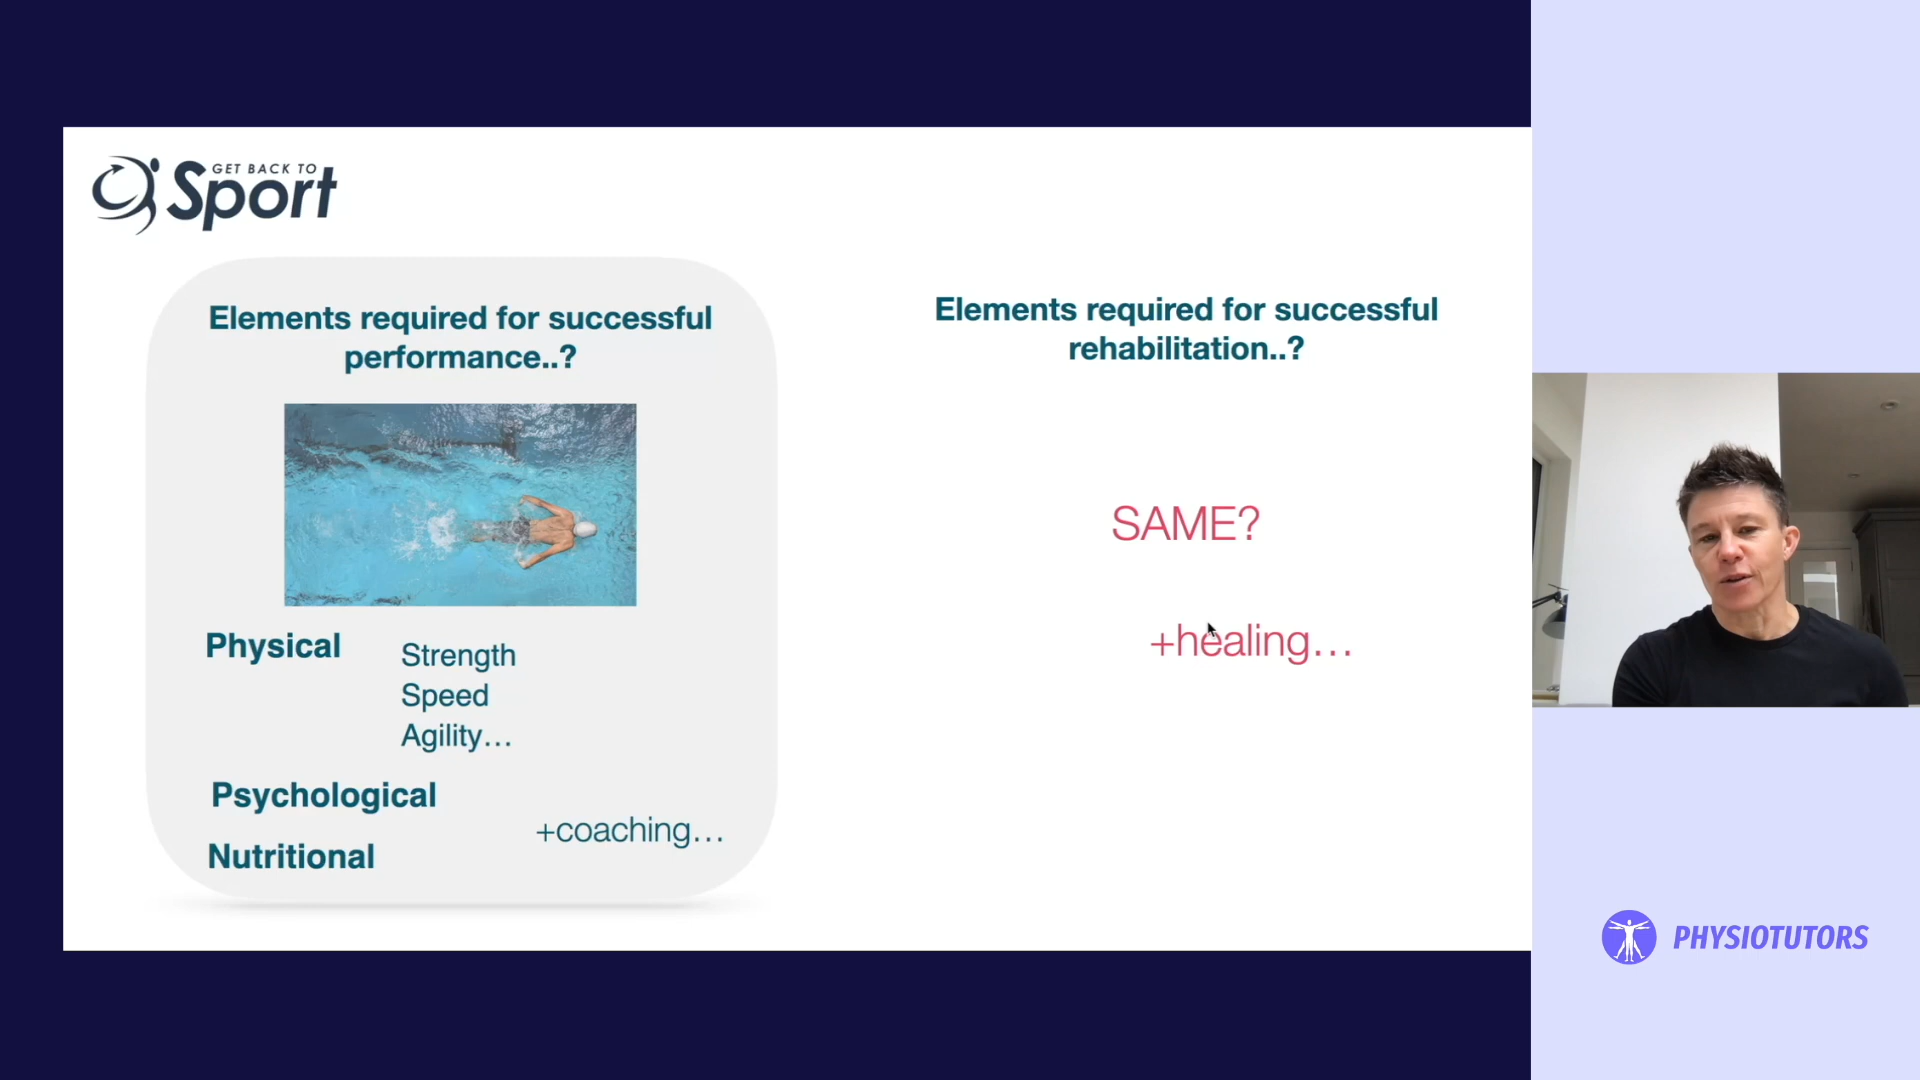 GET BACK TO
Sport
Elements required for successful
performance..?
Physical
Strength
Speed
Agility…
Psychological
+coaching…
Nutritional
Elements required for successful
rehabilitation..?
SAME?
+healing…
PHYSIOTUTORS